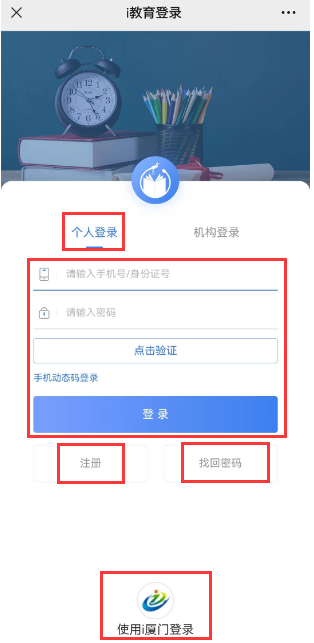 i教育登录
个人登录
机构登录
请输入手机号/身份证号
请输入密码
点击验证
手机动态码登录
登 录
注册
找回密码
使用i厦门登录